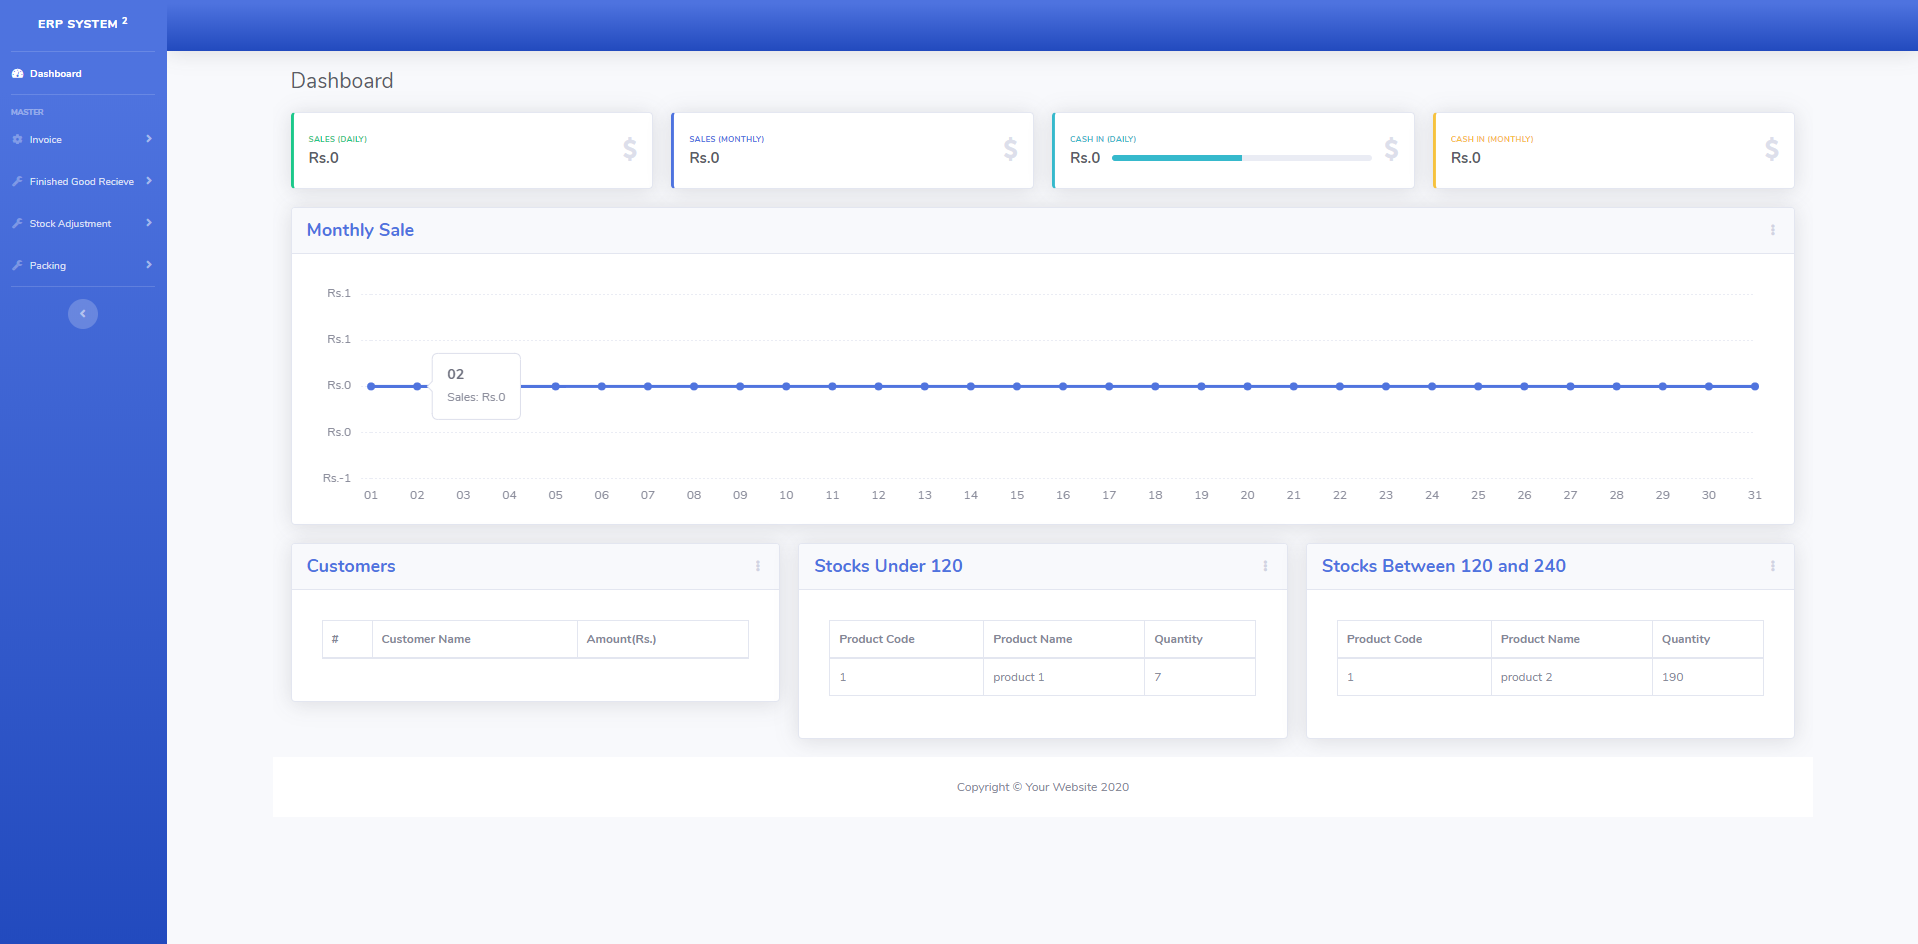 ERP SYSTEM 2
Dashboard
MASTER
Invoice
Finished Good Recieve
Stock Adjustment
Packing
Dashboard
SALES (DAILY)
Rs.0
$
SALES (MONTHLY)
Rs.0
$
CASH IN (DAILY)
Rs.0
$
CASH IN (MONTHLY)
Rs.0
$
Monthly Sale
Rs.1
Rs.1
Rs.0
Rs.0
Rs.-1
02
Sales: Rs.0
01 02 03 04 05 06 07 08 09 10 11 12 13 14 15 16 17 18 19 20 21 22 23 24 25 26 27 28 29 30 31
Customers
# Customer Name Amount(Rs.)
Stocks Under 120
Product Code Product Name Quantity
1 product 1 7
Stocks Between 120 and 240
Product Code Product Name Quantity
1 product 2 190
Copyright © Your Website 2020